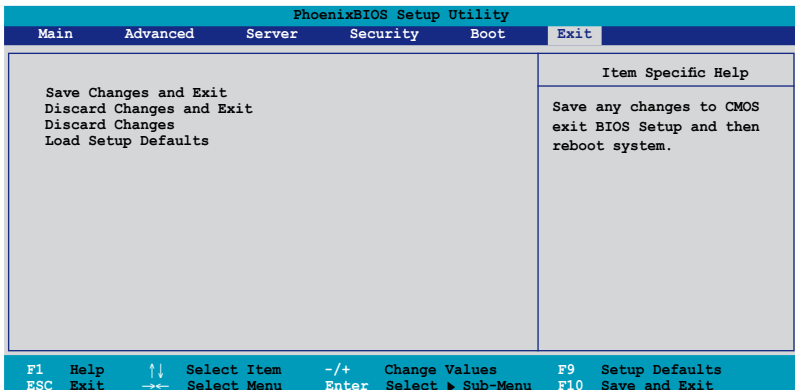 PhoenixBIOS Setup Utility
Main Advanced Server Security Boot Exit
Item Specific Help
Save Changes and Exit
Discard Changes and Exit
Discard Changes
Load Setup Defaults
Save any changes to CMOS
exit BIOS Setup and then
reboot system.
F1 Help ↑↓ Select Item -/+ Change Values F9 Setup Defaults
ESC Exit →← Select Menu Enter Select ▶ Sub-Menu F10 Save and Exit